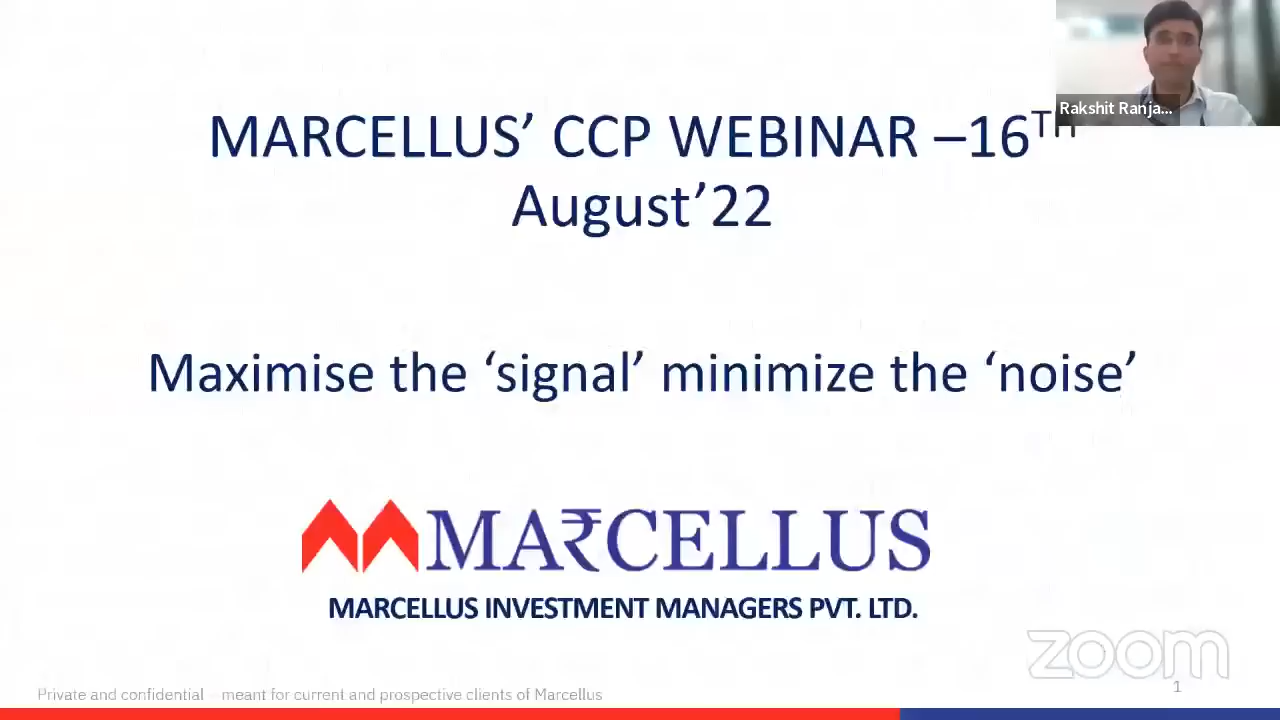 Rakshit Ranja...
MARCELLUS’ CCP WEBINAR –16TH
August’22
Maximise the ‘signal’ minimize the ‘noise’
MA₹CELLUS
MARCELLUS INVESTMENT MANAGERS PVT. LTD.
zoom
Private and confidential – meant for current and prospective clients of Marcellus
1